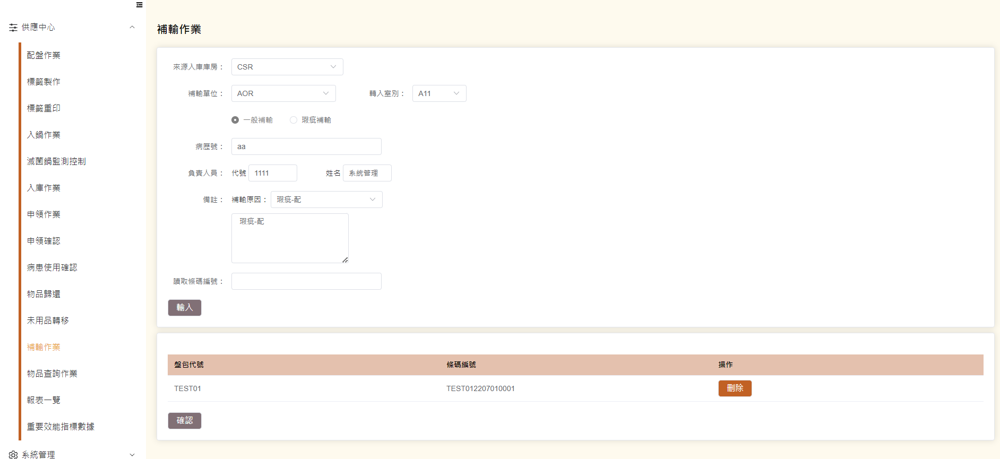 供應中心
配盤作業
標籤製作
標籤重印
入鍋作業
滅菌鍋監測控制
入庫作業
申領作業
申領確認
病患使用確認
物品歸還
未用品轉移
補輸作業
物品查詢作業
報表一覽
重要效能指標數據
系統管理
補輸作業
來源入庫庫房： CSR
補輸單位： AOR 轉入室別： A11
一般補輸 瑕疵補輸
病歷號： aa
負責人員： 代號 1111 姓名 系統管理
備註： 補輸原因： 瑕疵-配
瑕疵-配
讀取條碼編號：
輸入
盤包代號 條碼編號 操作
TEST01 TEST012207010001 刪除
確認